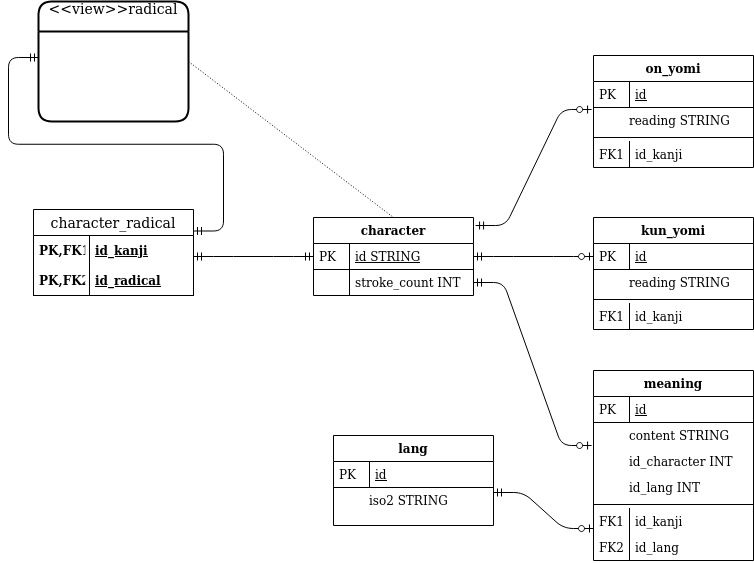 <<view>>radical
character_radical
PK,FK1 id_kanji
PK,FK2 id_radical
character
PK id STRING
stroke_count INT
on_yomi
PK id
reading STRING
FK1 id_kanji
kun_yomi
PK id
reading STRING
FK1 id_kanji
lang
PK id
iso2 STRING
meaning
PK id
content STRING
id_character INT
id_lang INT
FK1 id_kanji
FK2 id_lang